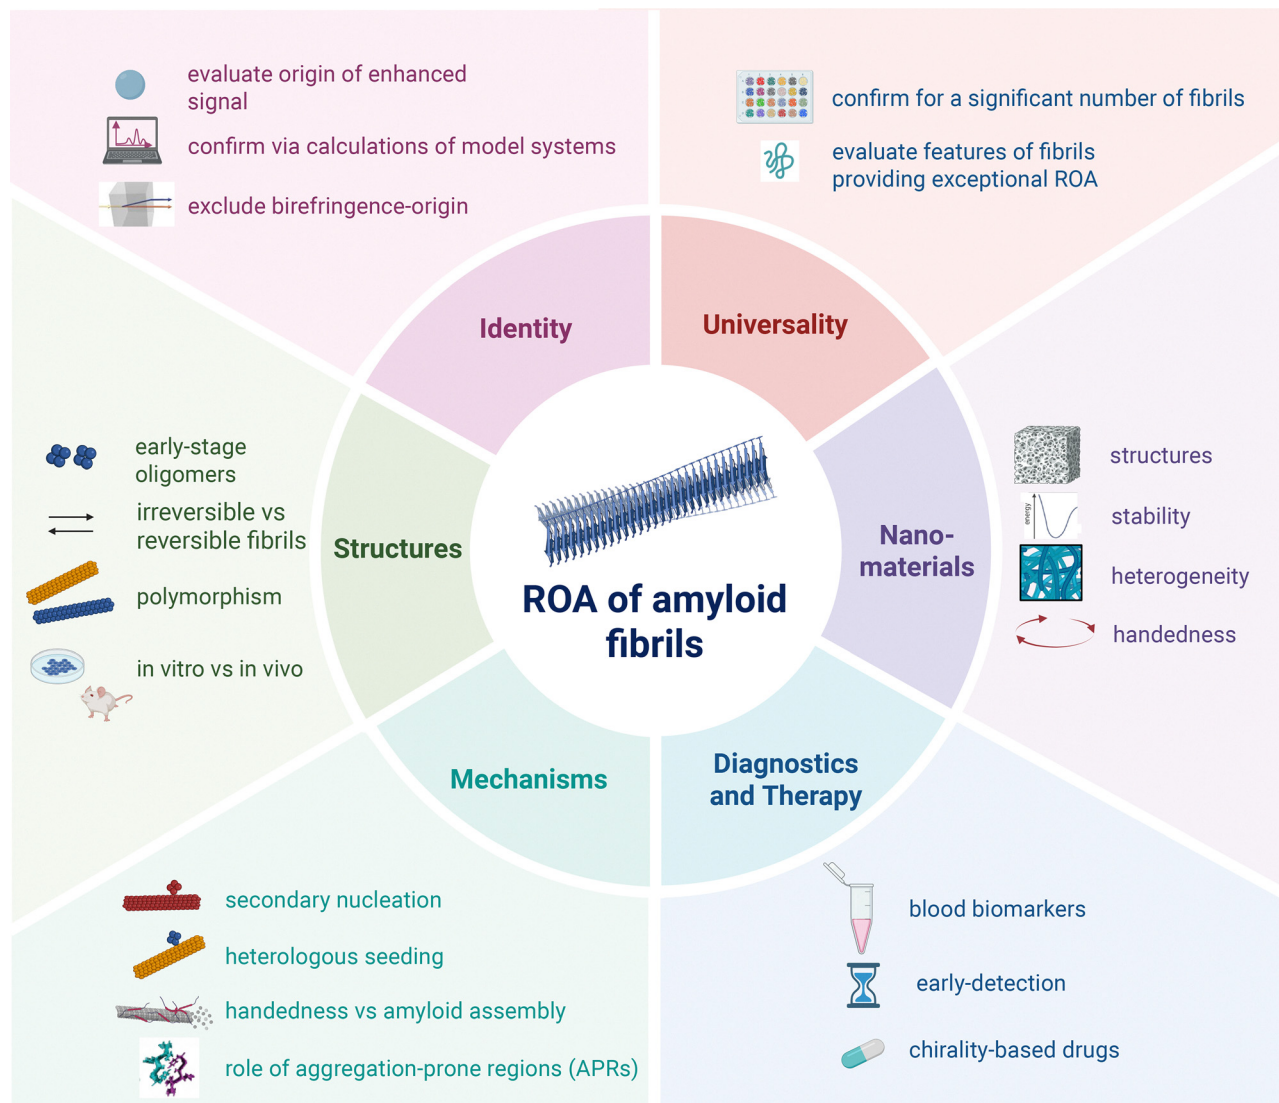 evaluate origin of enhanced
signal
confirm via calculations of model systems
exclude birefringence-origin
confirm for a significant number of fibrils
evaluate features of fibrils
providing exceptional ROA
Identity
Universality
early-stage
oligomers
irreversible vs
reversible fibrils
polymorphism
in vitro vs in vivo
Structures
ROA of amyloid
fibrils
Nano-
materials
structures
energy
stability
heterogeneity
handedness
Mechanisms
Diagnostics
and Therapy
secondary nucleation
heterologous seeding
handedness vs amyloid assembly
role of aggregation-prone regions (APRs)
blood biomarkers
early-detection
chirality-based drugs